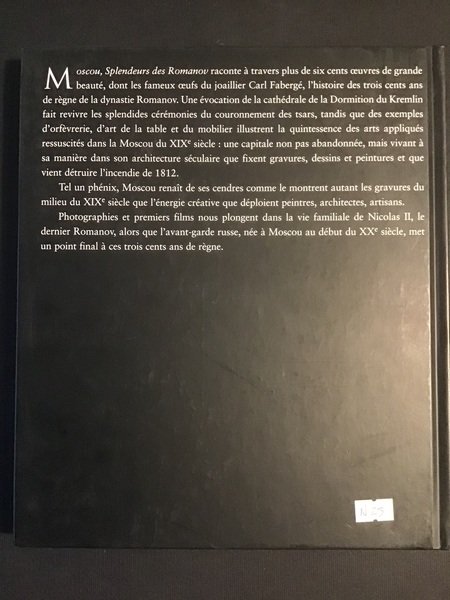 Moscou, Splendeurs des Romanov raconte à travers plus de six cents œuvres de grande
beauté, dont les fameux œufs du joaillier Carl Fabergé, l'histoire des trois cents ans
de règne de la dynastie Romanov. Une évocation de la cathédrale de la Dormition du Kremlin
fait revivre les splendides cérémonies du couronnement des tsars, tandis que des exemples
d'orfèvrerie, d'art de la table et du mobilier illustrent la quintessence des arts appliqués
ressuscités dans la Moscou du XIXe siècle : une capitale non pas abandonnée, mais vivant à
sa manière dans son architecture séculaire que fixent gravures, dessins et peintures et que
vient détruire l'incendie de 1812.
Tel un phénix, Moscou renaît de ses cendres comme le montrent autant les gravures du
milieu du XIXe siècle que l'énergie créative que déploient peintres, architectes, artisans.
Photographies et premiers films nous plongent dans la vie familiale de Nicolas II, le
dernier Romanov, alors que l'avant-garde russe, née à Moscou au début du XXe siècle, met
un point final à ces trois cents ans de règne.